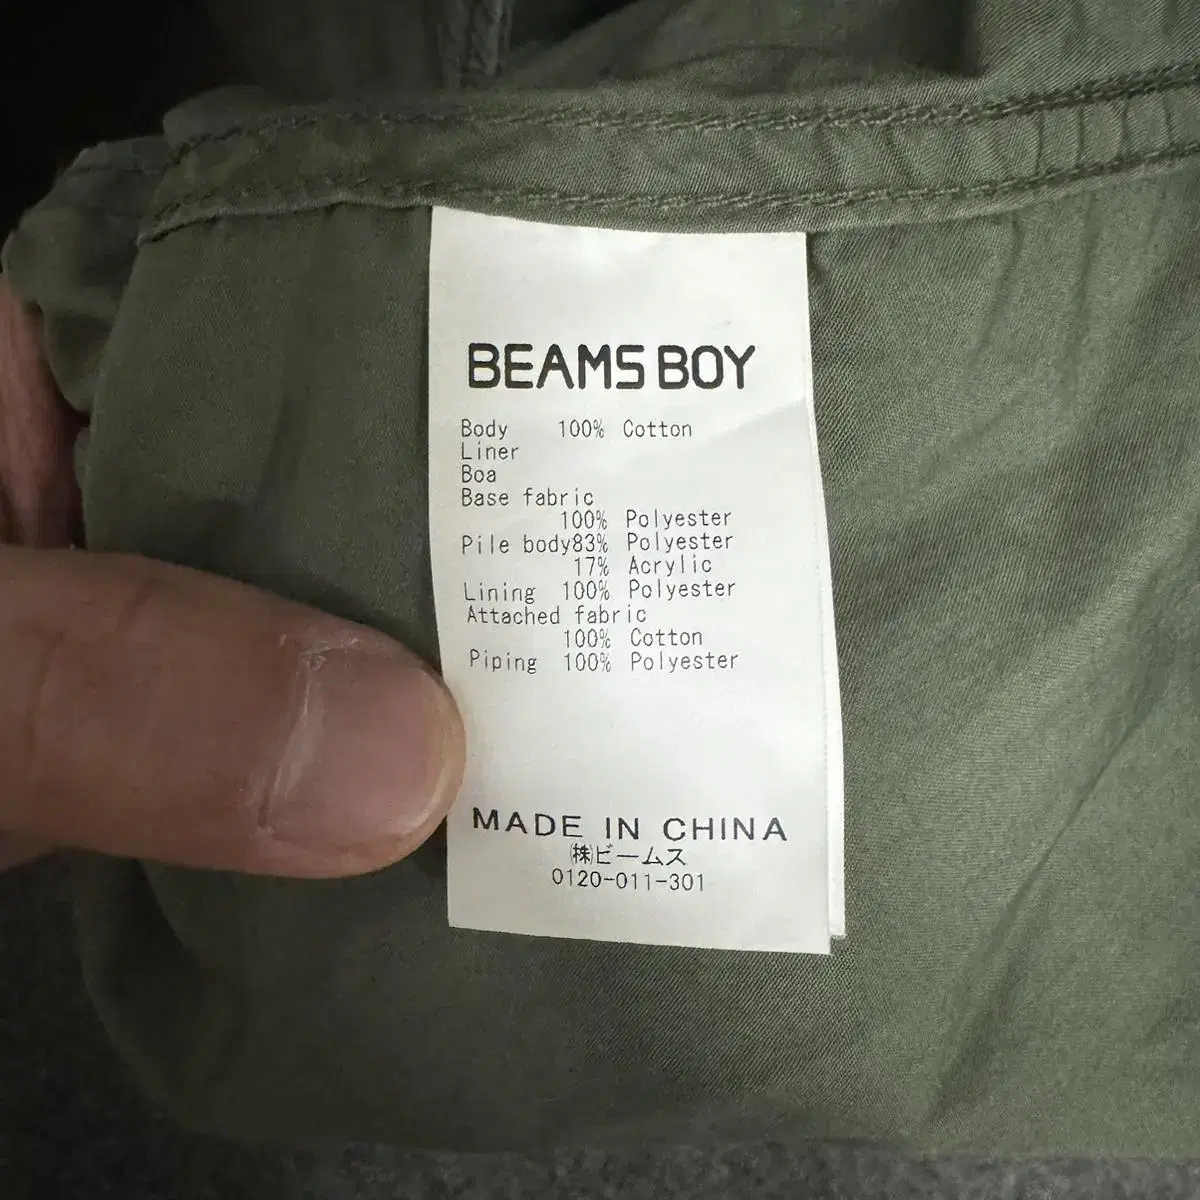 BEAMS BOY
Body 100% Cotton
Liner
Boa
Base fabric
100% Polyester
Pile body83% Polyester
17% Acrylic
Lining 100% Polyester
Attached fabric
100% Cotton
Piping 100% Polyester
MADE IN CHINA
㈱ビームス
0120-011-301